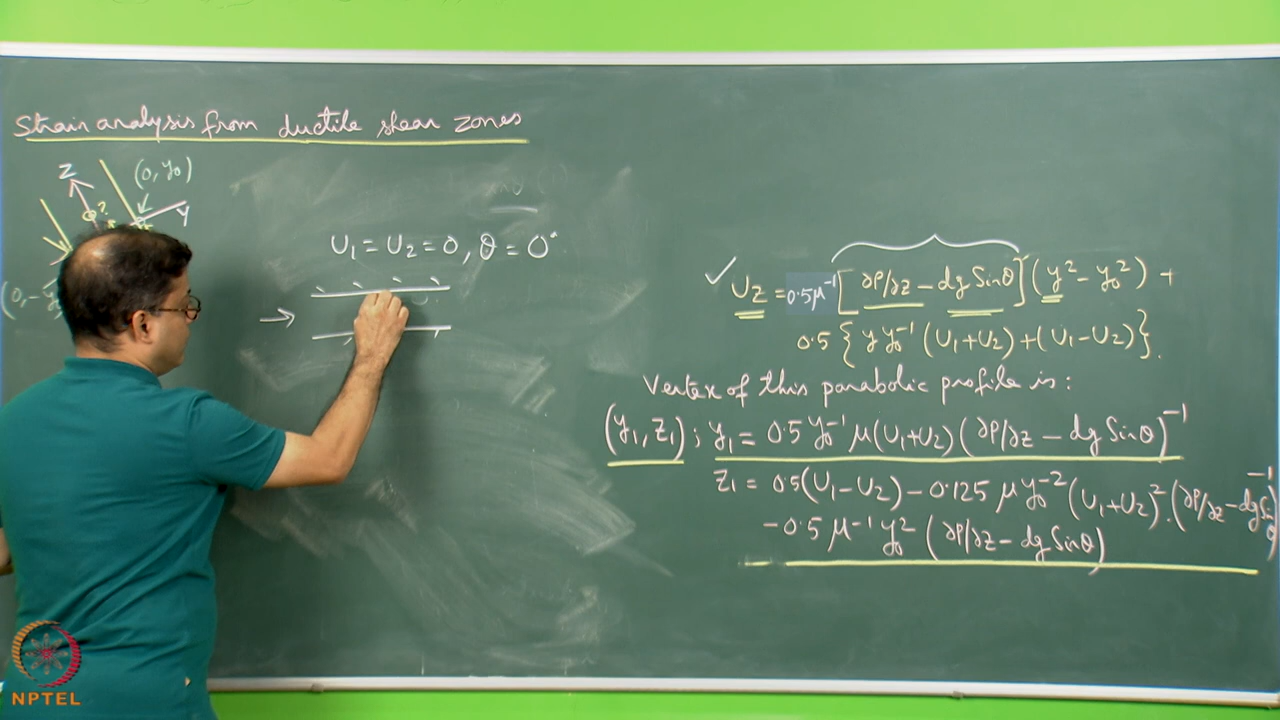 Strain analysis from ductile shear zones
Z
(0, y₀)
Y
?
(0, -
U₁ = U₂ = 0, θ = 0°
→
✓ U_Z = 0.5μ⁻¹ [∂P/∂z - dg Sinθ] (y² - y₀²) +
0.5 { y y₀⁻¹ (U₁+U₂) + (U₁-U₂) }.
Vertex of this parabolic profile is:
(y₁, z₁) ; y₁ = 0.5 y₀⁻¹ μ(U₁+U₂) (∂P/∂z - dg Sinθ)⁻¹
z₁ = 0.5(U₁-U₂) - 0.125 μ y₀⁻² (U₁+U₂)². (∂P/∂z - dg Sinθ)⁻¹
- 0.5 μ⁻¹ y₀² (∂P/∂z - dg Sinθ)
NPTEL